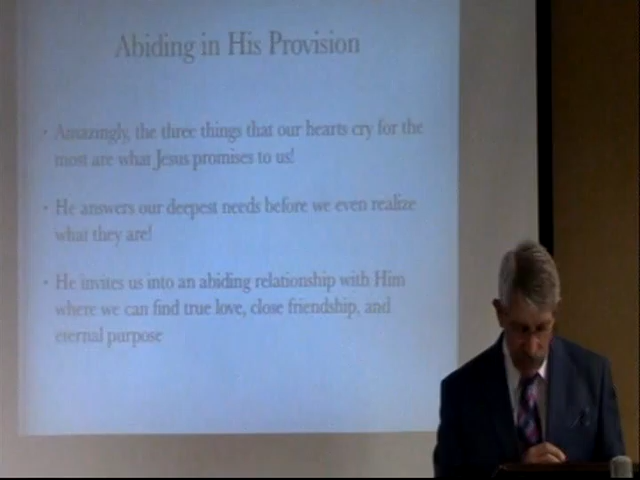 Abiding in His Provision
• Amazingly, the three things that our hearts cry for the
most are what Jesus promises to us!
• He answers our deepest needs before we even realize
what they are!
• He invites us into an abiding relationship with Him
where we can find true love, close friendship, and
eternal purpose